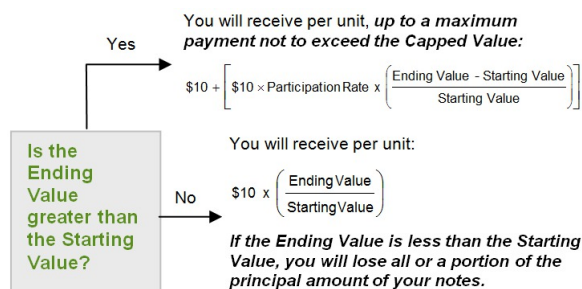 You will receive per unit, up to a maximum
payment not to exceed the Capped Value:
Yes
$10 + [ $10 × Participation Rate x ( Ending Value - Starting Value / Starting Value ) ]
Is the
Ending
Value
greater than
the Starting
Value?
You will receive per unit:
No
$10 x ( Ending Value / Starting Value )
If the Ending Value is less than the Starting
Value, you will lose all or a portion of the
principal amount of your notes.